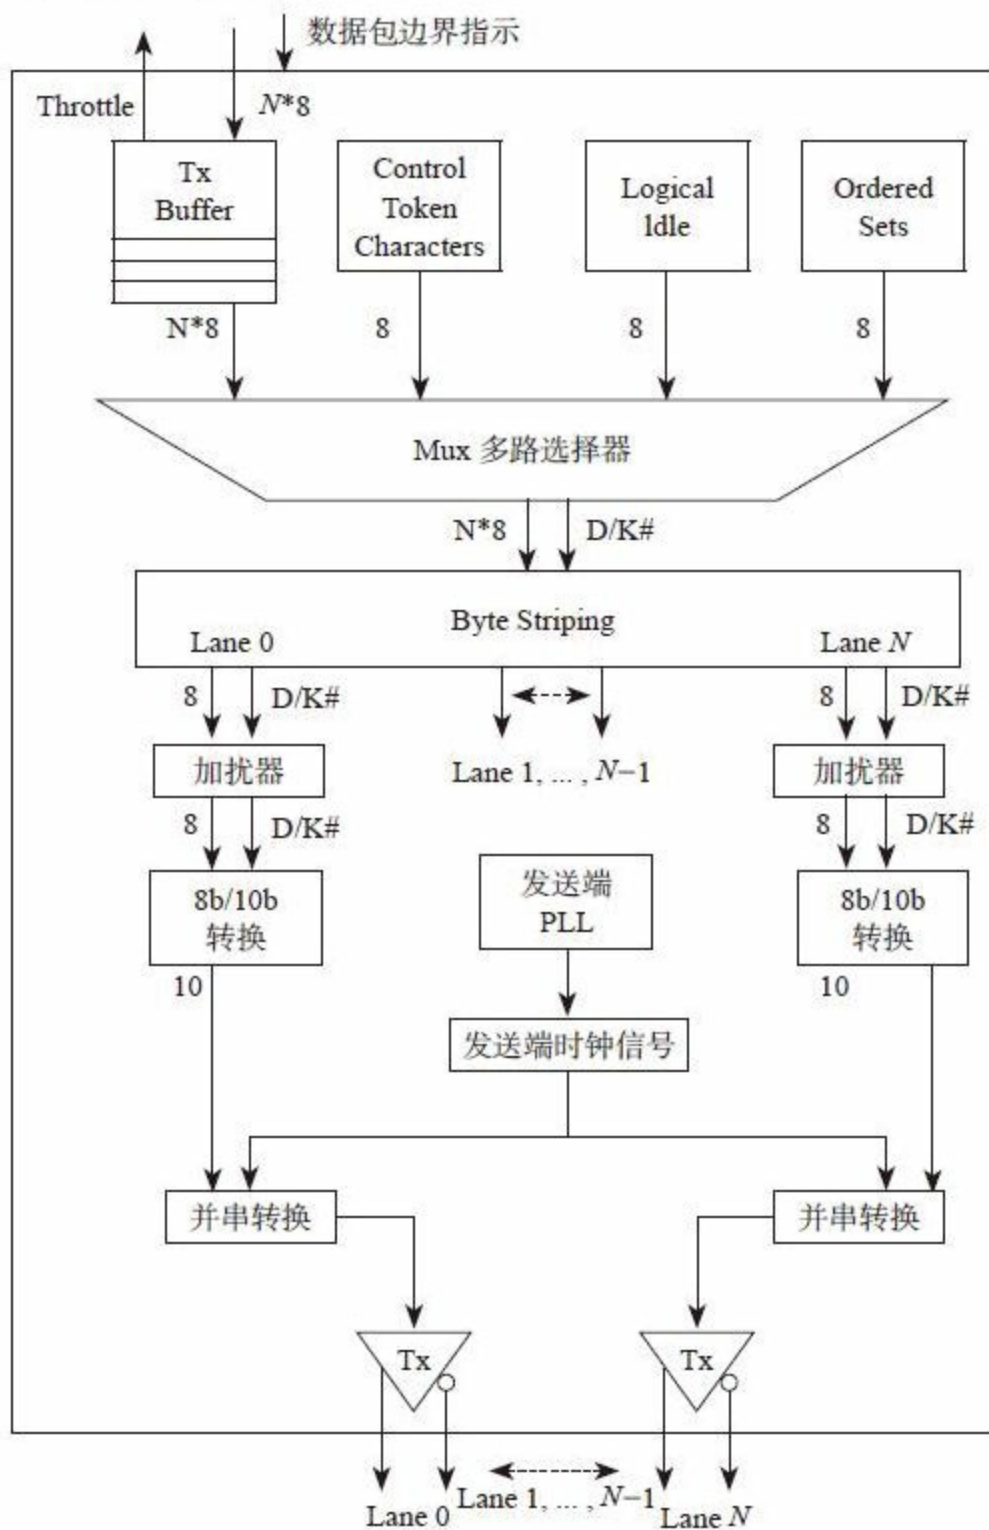 数据包边界指示
Throttle
N*8
Tx
Buffer
Control
Token
Characters
Logical
ldle
Ordered
Sets
N*8
8
8
8
Mux 多路选择器
N*8
D/K#
Byte Striping
Lane 0
Lane N
8
D/K#
8
D/K#
加扰器
Lane 1, ... , N−1
加扰器
8
D/K#
8
D/K#
8b/10b
转换
发送端
PLL
8b/10b
转换
10
10
发送端时钟信号
并串转换
并串转换
Tx
Tx
Lane 0
Lane 1, ... , N−1
Lane N